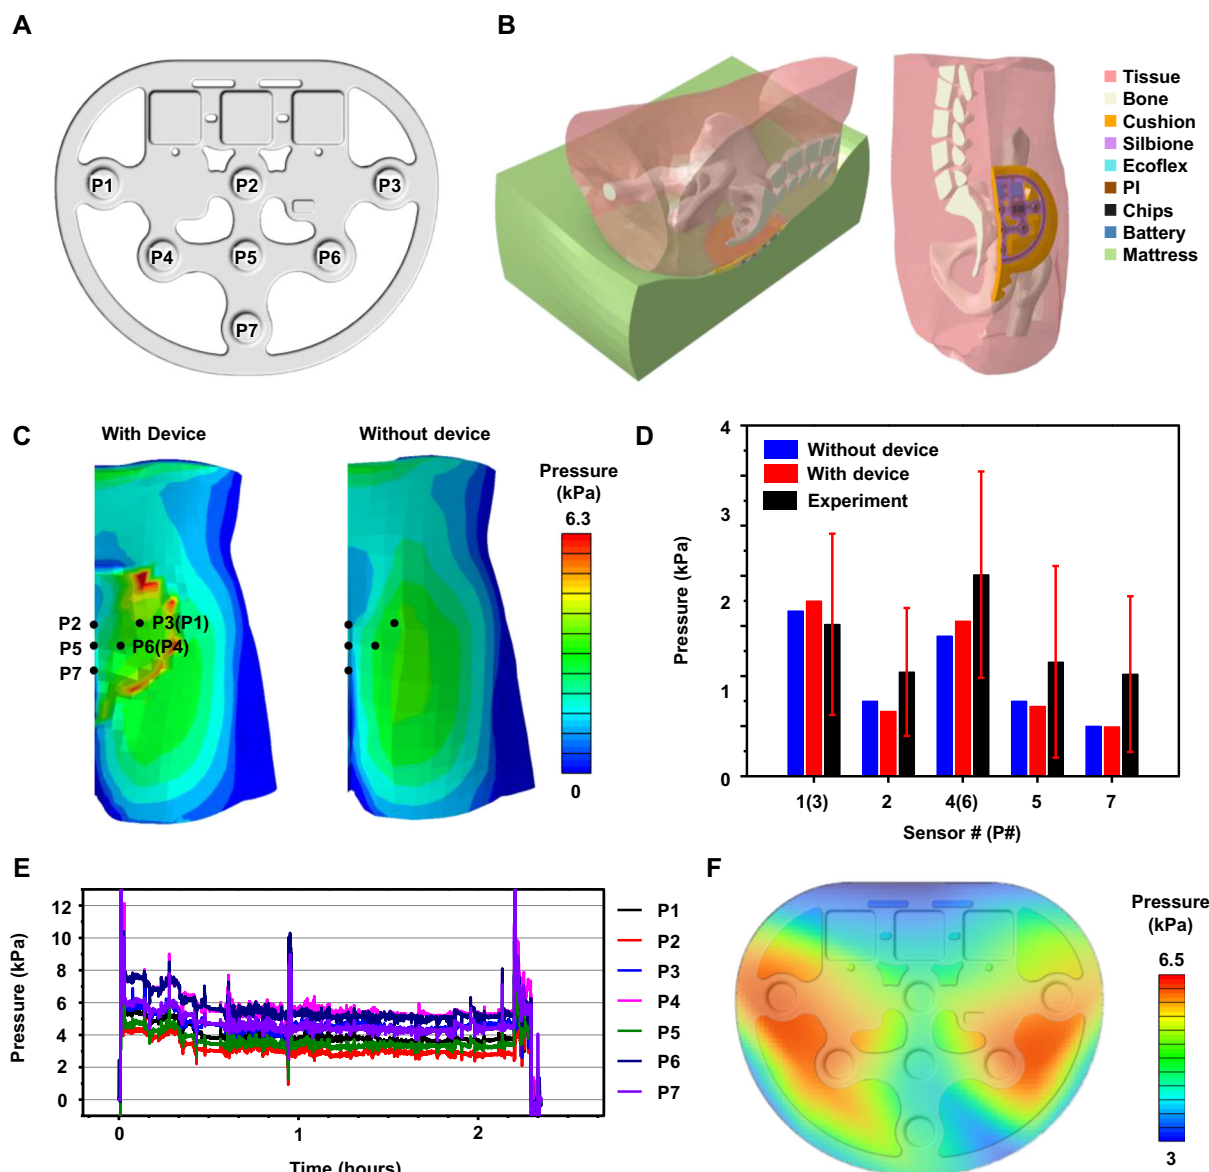 A
P1
P2
P3
P4
P5
P6
P7
B
Tissue
Bone
Cushion
Silbione
Ecoflex
PI
Chips
Battery
Mattress
C
With Device
Without device
Pressure
(kPa)
6.3
0
P2
P3(P1)
P5
P6(P4)
P7
D
Without device
With device
Experiment
Pressure (kPa)
4
3
2
1
0
1(3)
2
4(6)
5
7
Sensor # (P#)
E
Pressure (kPa)
12
10
8
6
4
2
0
0
1
2
Time (hours)
P1
P2
P3
P4
P5
P6
P7
F
Pressure
(kPa)
6.5
3